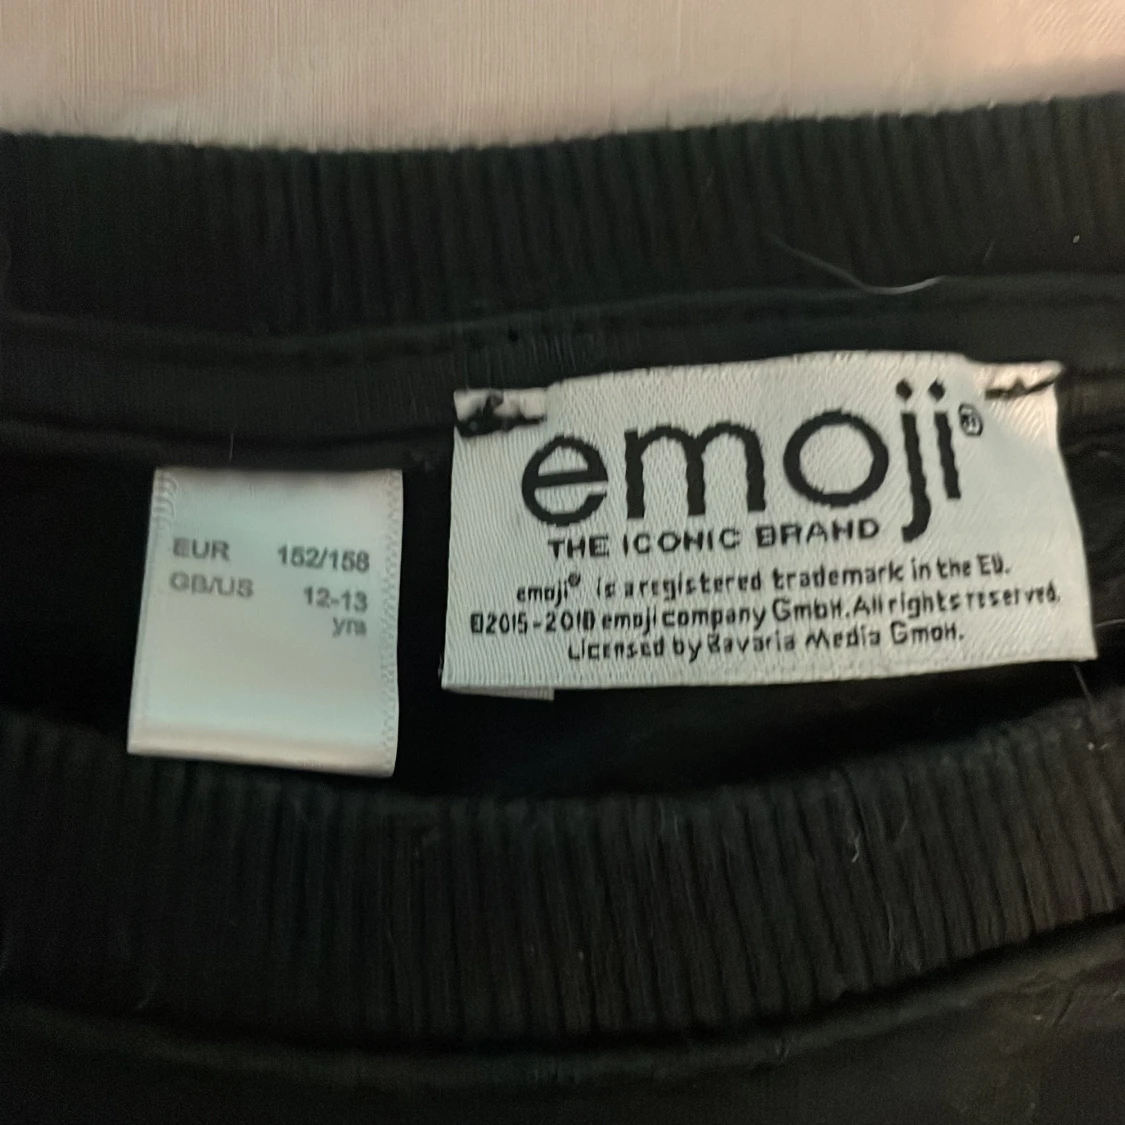 EUR 152/158
GB/US 12-13
yrs
emoji®
THE ICONIC BRAND
emoji® is a registered trademark in the EU.
©2015-2018 emoji company GmbH. All rights reserved.
Licensed by Bavaria Media GmbH.